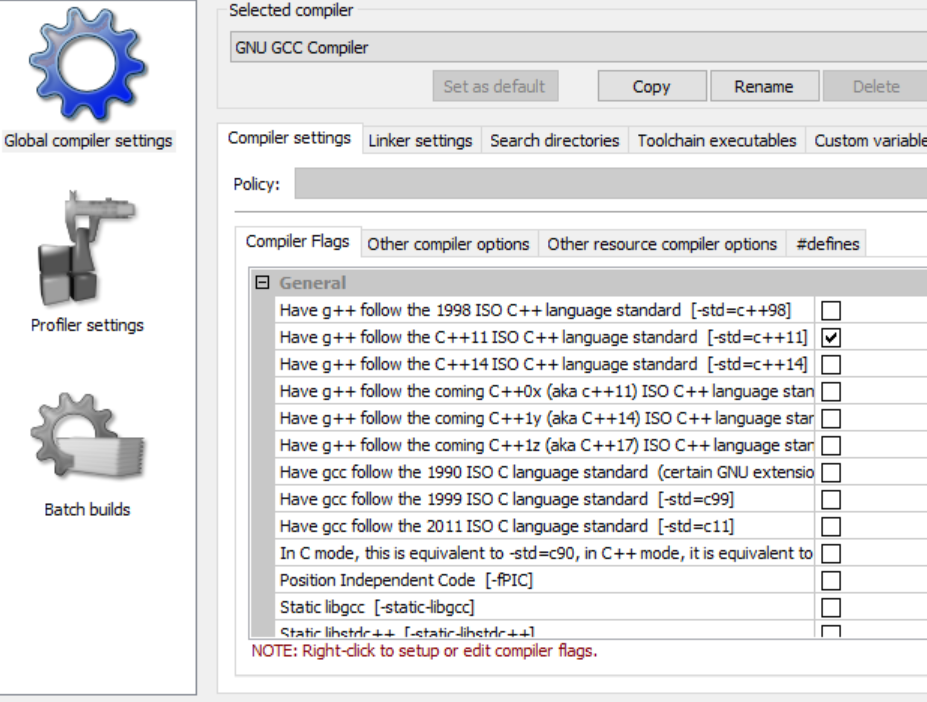 Selected compiler
GNU GCC Compiler
Set as default Copy Rename Delete
Global compiler settings
Compiler settings Linker settings Search directories Toolchain executables Custom variable
Policy:
Compiler Flags Other compiler options Other resource compiler options #defines
General
Have g++ follow the 1998 ISO C++ language standard [-std=c++98]
Have g++ follow the C++11 ISO C++ language standard [-std=c++11]
Have g++ follow the C++14 ISO C++ language standard [-std=c++14]
Have g++ follow the coming C++0x (aka c++11) ISO C++ language stan
Have g++ follow the coming C++1y (aka C++14) ISO C++ language star
Have g++ follow the coming C++1z (aka C++17) ISO C++ language star
Have gcc follow the 1990 ISO C language standard (certain GNU extensio
Have gcc follow the 1999 ISO C language standard [-std=c99]
Have gcc follow the 2011 ISO C language standard [-std=c11]
In C mode, this is equivalent to -std=c90, in C++ mode, it is equivalent to
Position Independent Code [-fPIC]
Static libgcc [-static-libgcc]
Static libstdc++ [-static-libstdc++]
NOTE: Right-click to setup or edit compiler flags.
Profiler settings
Batch builds